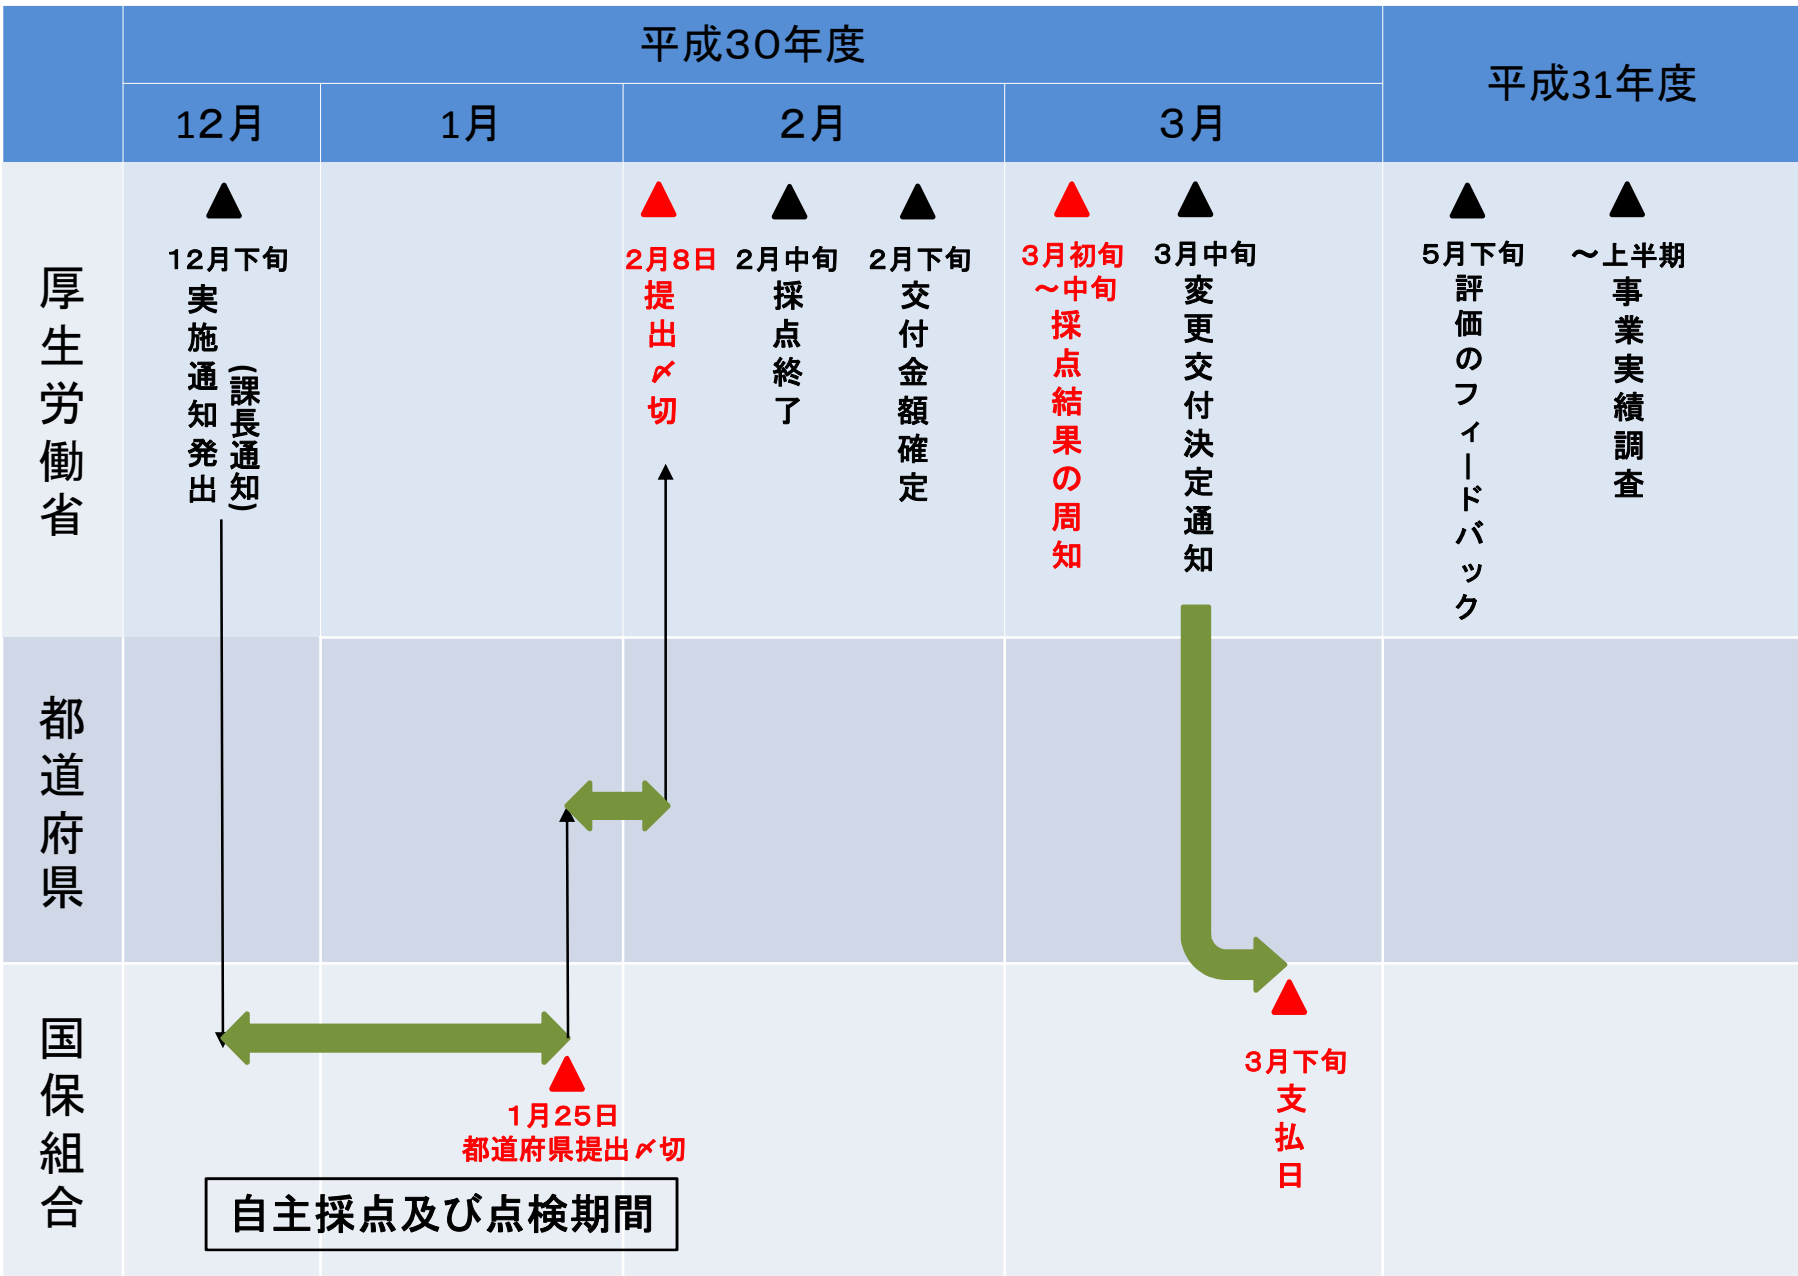 平成30年度
平成31年度
12月
1月
2月
3月
厚生労働省
12月下旬
実施通知発出
(課長通知)
2月8日
提出〆切
2月中旬
採点終了
2月下旬
交付金額確定
3月初旬
～中旬
採点結果の周知
3月中旬
変更交付決定通知
5月下旬
評価のフィードバック
～上半期
事業実績調査
都道府県
国保組合
1月25日
都道府県提出〆切
自主採点及び点検期間
3月下旬
支払日